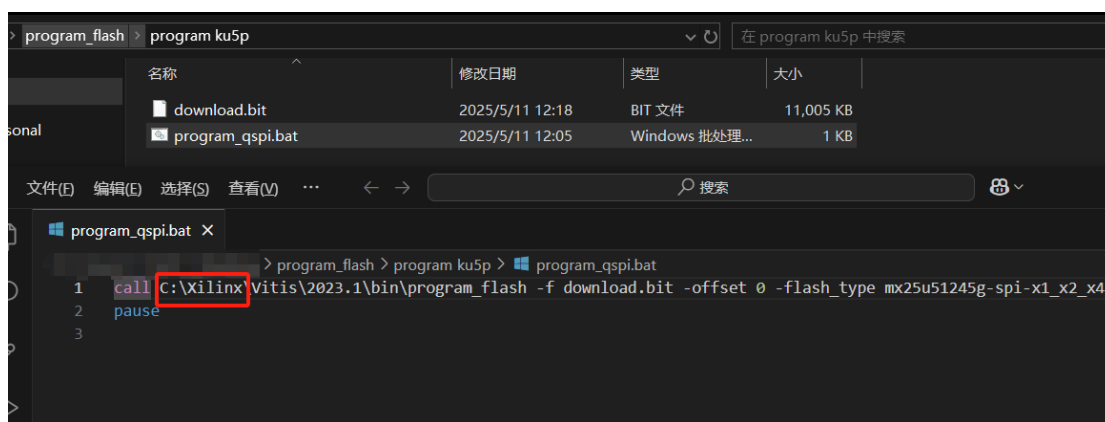 > program_flash > program ku5p 在 program ku5p 中搜索
名称 修改日期 类型 大小
download.bit 2025/5/11 12:18 BIT 文件 11,005 KB
sonal
program_qspi.bat 2025/5/11 12:05 Windows 批处理... 1 KB
文件(F) 编辑(E) 选择(S) 查看(V) ··· ← → 搜索
program_qspi.bat ×
> program_flash > program ku5p > program_qspi.bat
1 call C:\Xilinx\Vitis\2023.1\bin\program_flash -f download.bit -offset 0 -flash_type mx25u51245g-spi-x1_x2_x4
2 pause
3